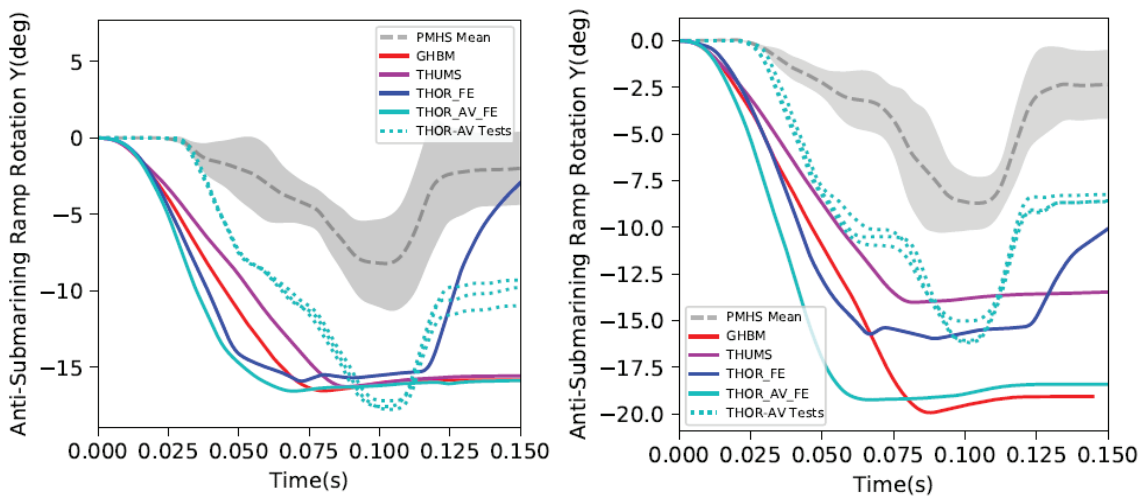 Anti-Submarining Ramp Rotation Y(deg)
5
0
−5
−10
−15
0.000 0.025 0.050 0.075 0.100 0.125 0.150
Time(s)
PMHS Mean
GHBM
THUMS
THOR_FE
THOR_AV_FE
THOR-AV Tests
Anti-Submarining Ramp Rotation Y(deg)
0.0
−2.5
−5.0
−7.5
−10.0
−12.5
−15.0
−17.5
−20.0
PMHS Mean
GHBM
THUMS
THOR_FE
THOR_AV_FE
THOR-AV Tests
0.000 0.025 0.050 0.075 0.100 0.125 0.150
Time(s)